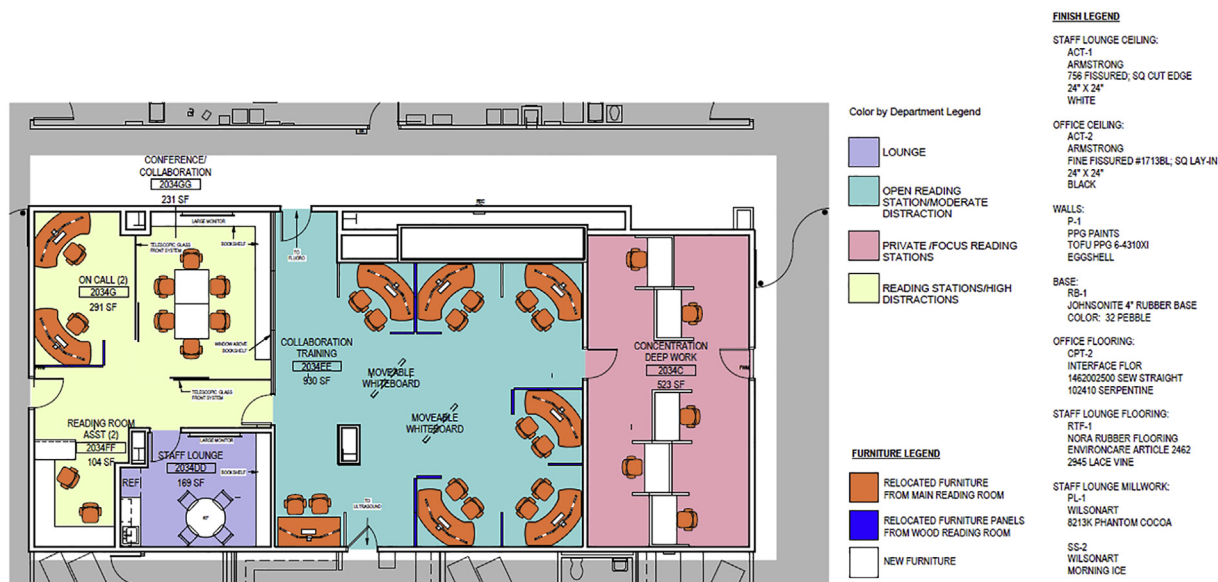 CONFERENCE/
COLLABORATION
2034GG
231 SF
LARGE MONITOR
TELESCOPIC GLASS
FRONT SYSTEM
BOOKSHELF
ON CALL (2)
2034G
291 SF
WINDOW ABOVE
BOOKSHELF
TELESCOPIC GLASS
FRONT SYSTEM
READING ROOM
ASST (2)
2034FF
104 SF
LARGE MONITOR
STAFF LOUNGE
2034DD
169 SF
BOOKSHELF
REF
TO
FLUORO
COLLABORATION
TRAINING
2034EE
930 SF
MOVEABLE
WHITEBOARD
MOVEABLE
WHITEBOARD
TO
ULTRASOUND
CONCENTRATION
DEEP WORK
2034C
523 SF
Color by Department Legend
LOUNGE
OPEN READING
STATION/MODERATE
DISTRACTION
PRIVATE /FOCUS READING
STATIONS
READING STATIONS/HIGH
DISTRACTIONS
FURNITURE LEGEND
RELOCATED FURNITURE
FROM MAIN READING ROOM
RELOCATED FURNITURE PANELS
FROM WOOD READING ROOM
NEW FURNITURE
FINISH LEGEND
STAFF LOUNGE CEILING:
ACT-1
ARMSTRONG
756 FISSURED; SQ CUT EDGE
24" X 24"
WHITE
OFFICE CEILING:
ACT-2
ARMSTRONG
FINE FISSURED #1713BL; SQ LAY-IN
24" X 24"
BLACK
WALLS:
P-1
PPG PAINTS
TOFU PPG 6-4310XI
EGGSHELL
BASE:
RB-1
JOHNSONITE 4" RUBBER BASE
COLOR: 32 PEBBLE
OFFICE FLOORING:
CPT-2
INTERFACE FLOR
1462002500 SEW STRAIGHT
102410 SERPENTINE
STAFF LOUNGE FLOORING:
RTF-1
NORA RUBBER FLOORING
ENVIRONCARE ARTICLE 2462
2945 LACE VINE
STAFF LOUNGE MILLWORK:
PL-1
WILSONART
8213K PHANTOM COCOA
SS-2
WILSONART
MORNING ICE